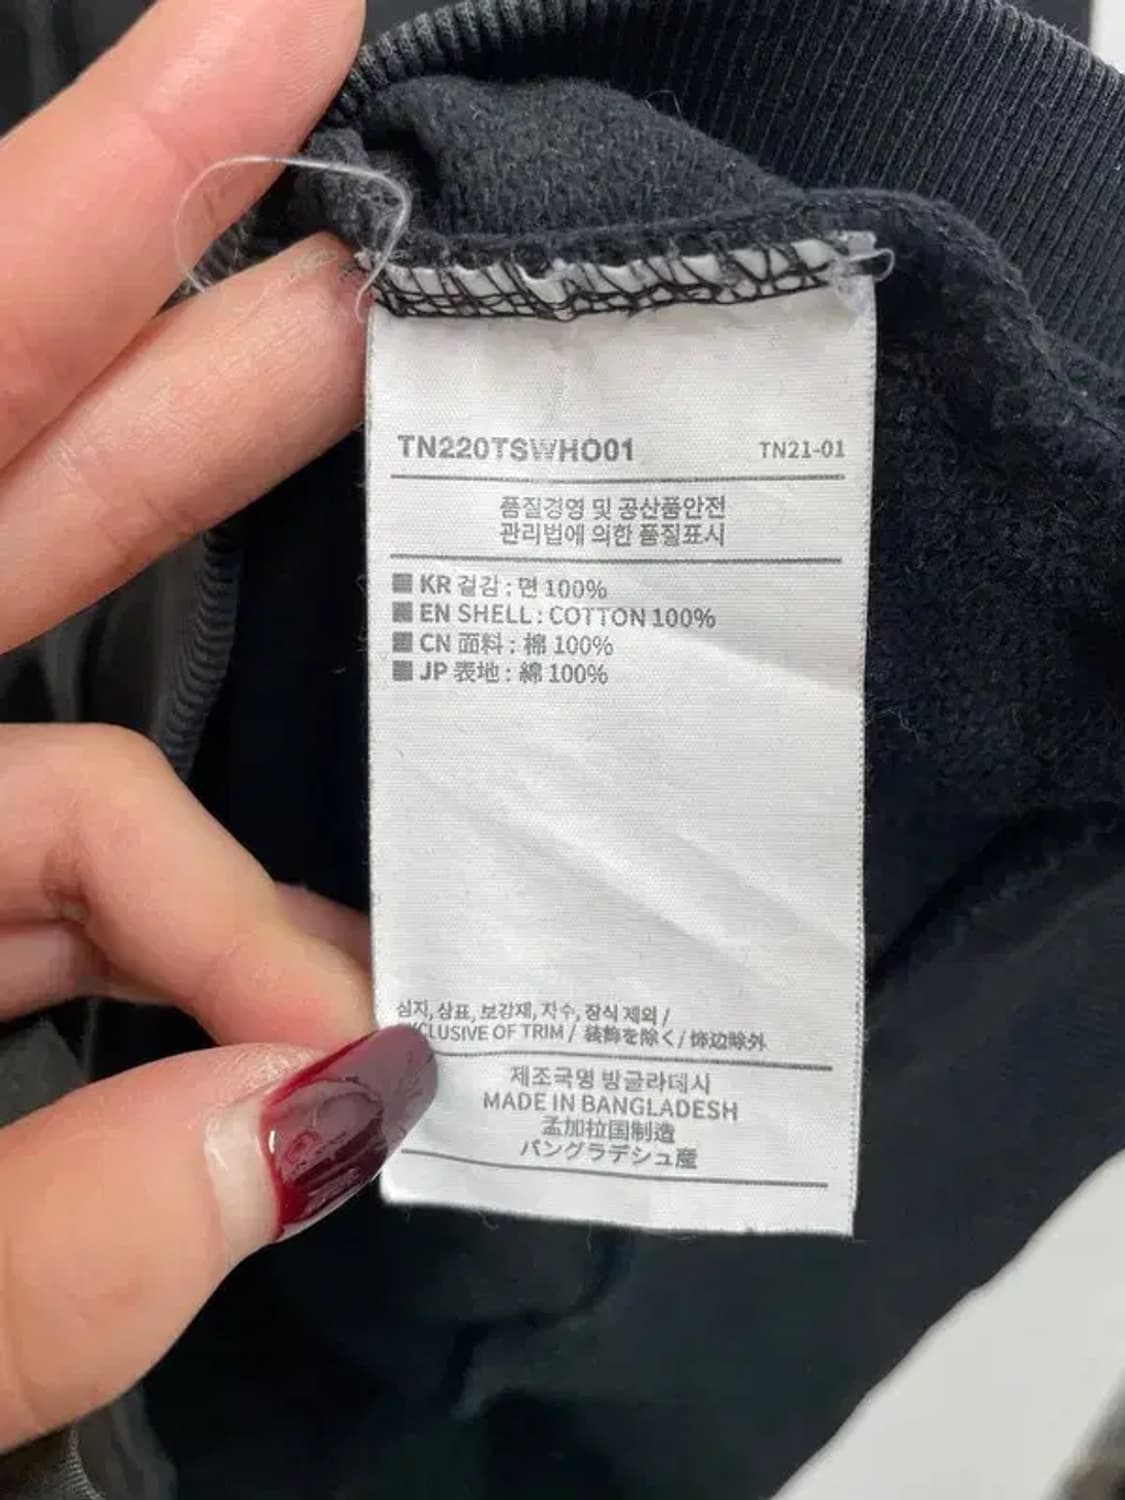 TN220TSWHO01 TN21-01
품질경영 및 공산품안전
관리법에 의한 품질표시
KR 겉감 : 면 100%
EN SHELL : COTTON 100%
CN 面料 : 棉 100%
JP 表地 : 綿 100%
심지, 상표, 보강재, 자수, 장식 제외 /
CLUSIVE OF TRIM / 装飾を除く / 饰边除外
제조국명 방글라데시
MADE IN BANGLADESH
孟加拉国制造
バングラデシュ産